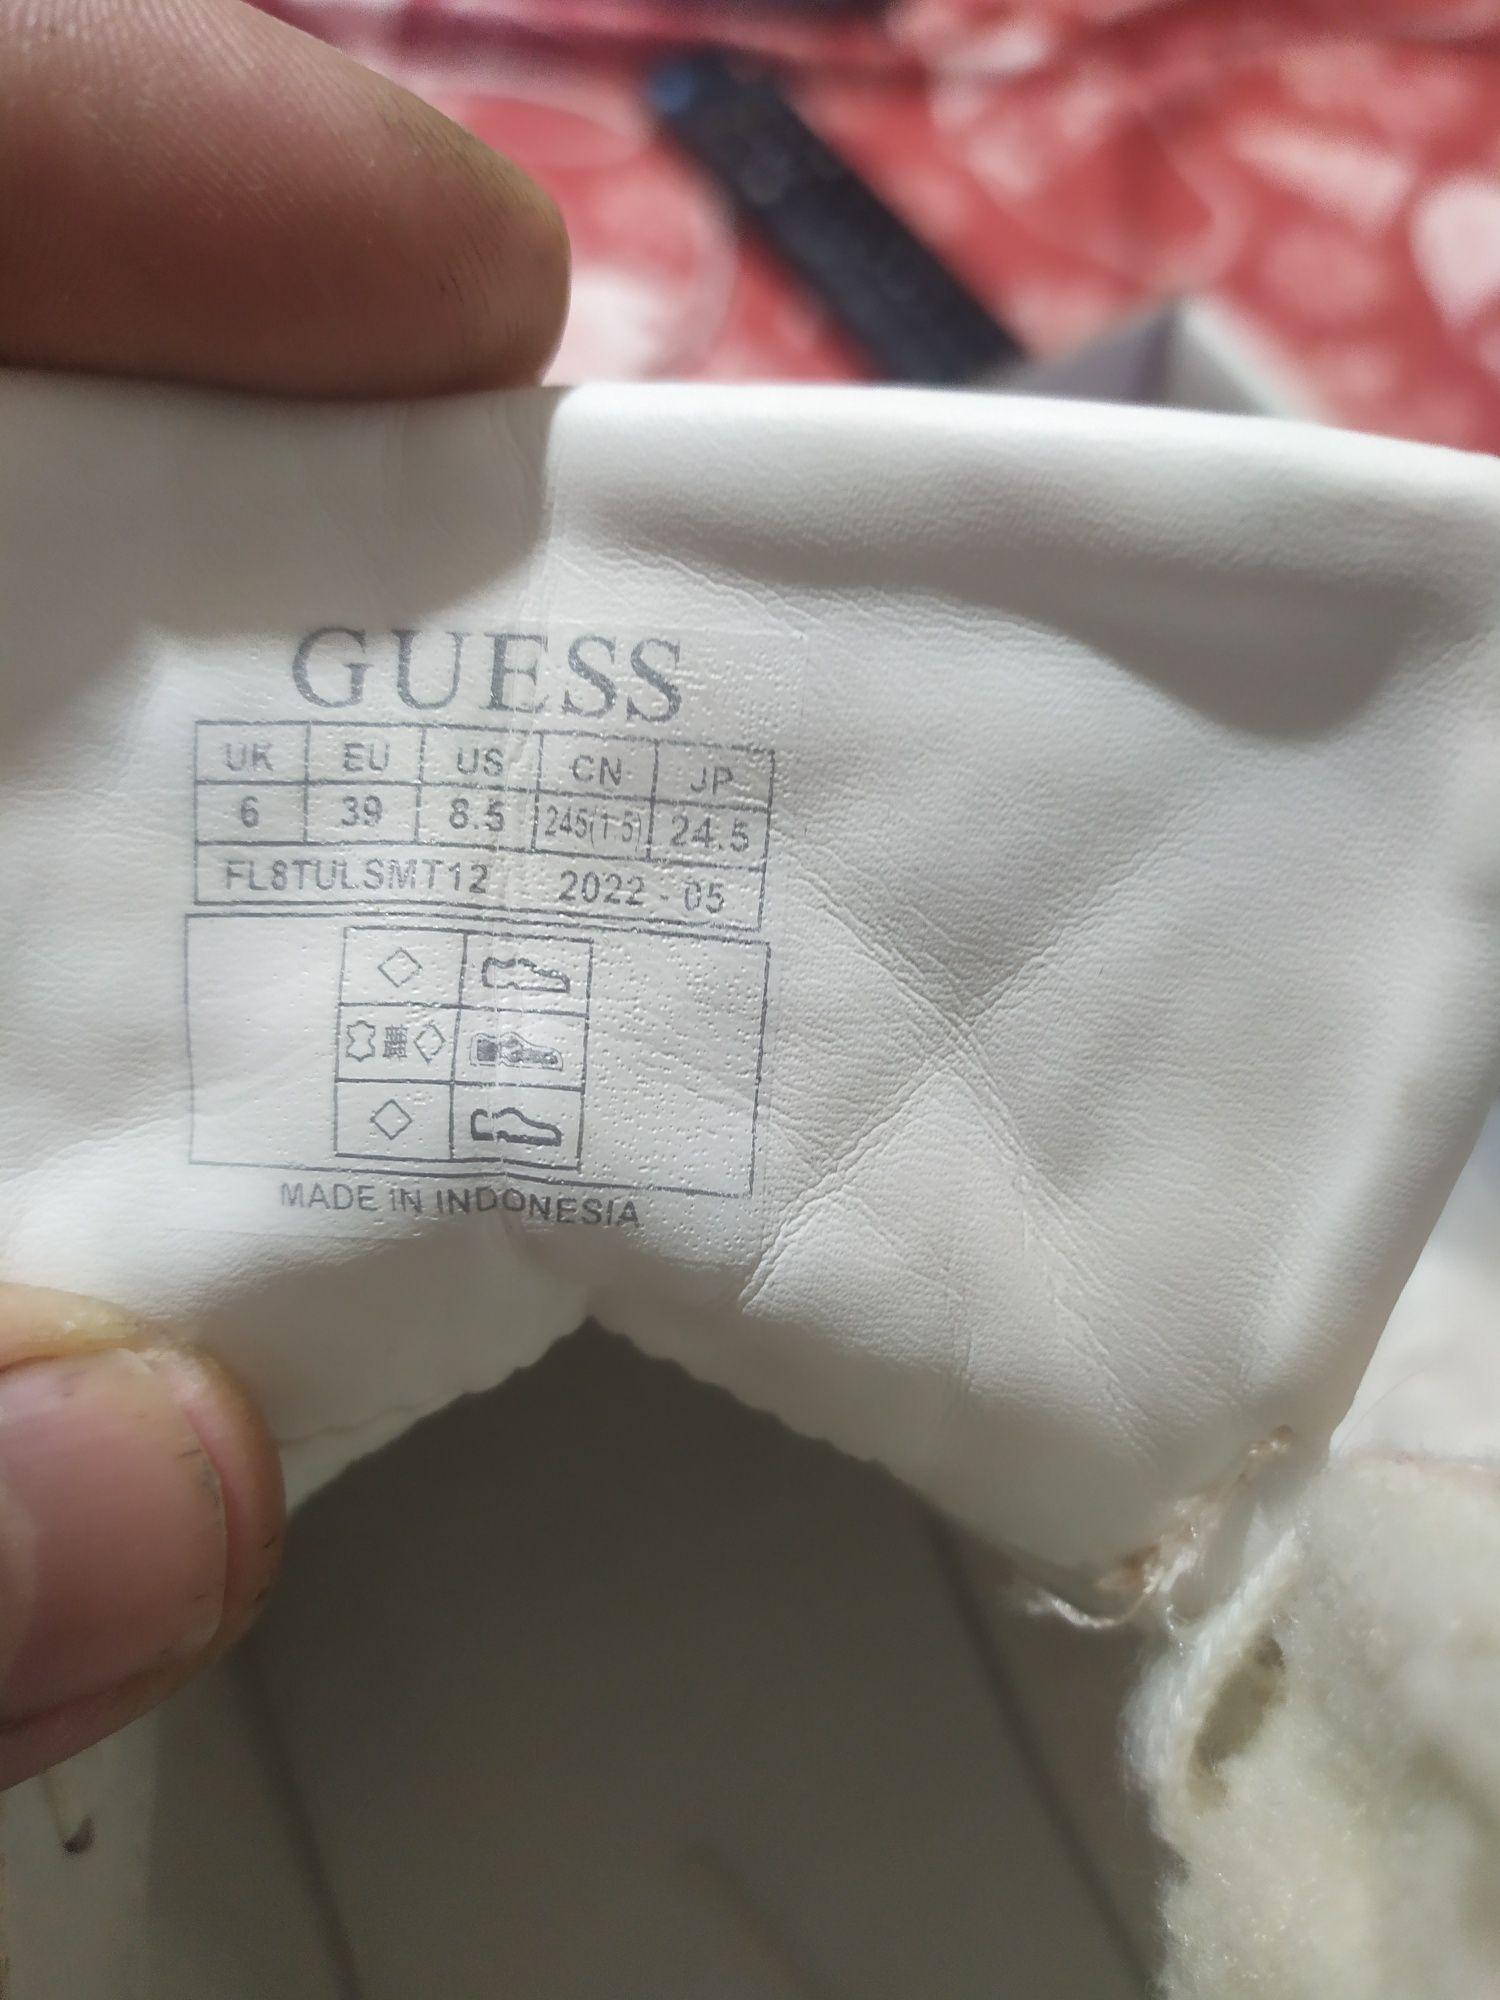 GUESS
UK EU US CN JP
6 39 8.5 245(1.5) 24.5
FL8TULSMT12 2022 - 05
MADE IN INDONESIA